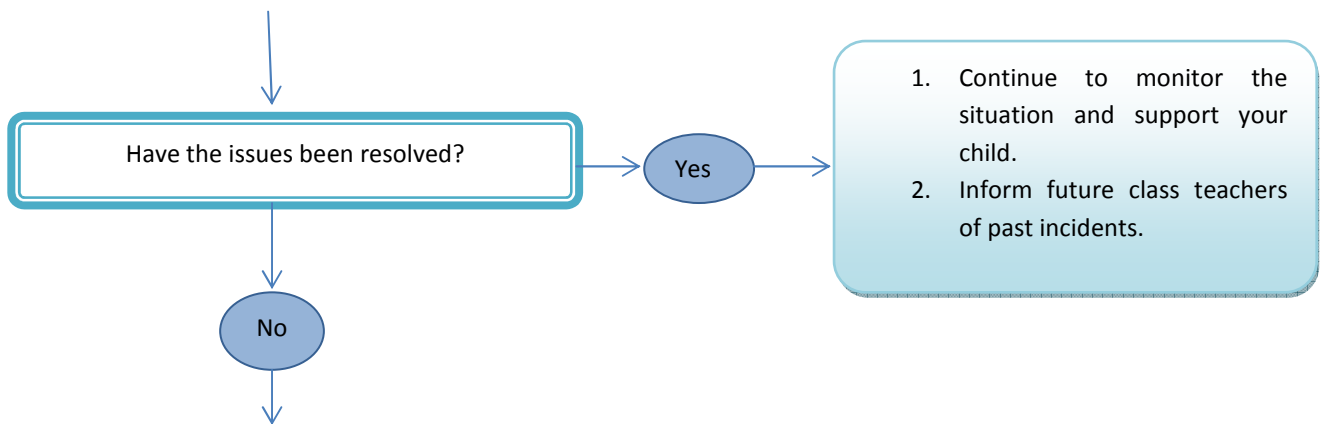 Have the issues been resolved?
Yes
1. Continue to monitor the
situation and support your
child.
2. Inform future class teachers
of past incidents.
No